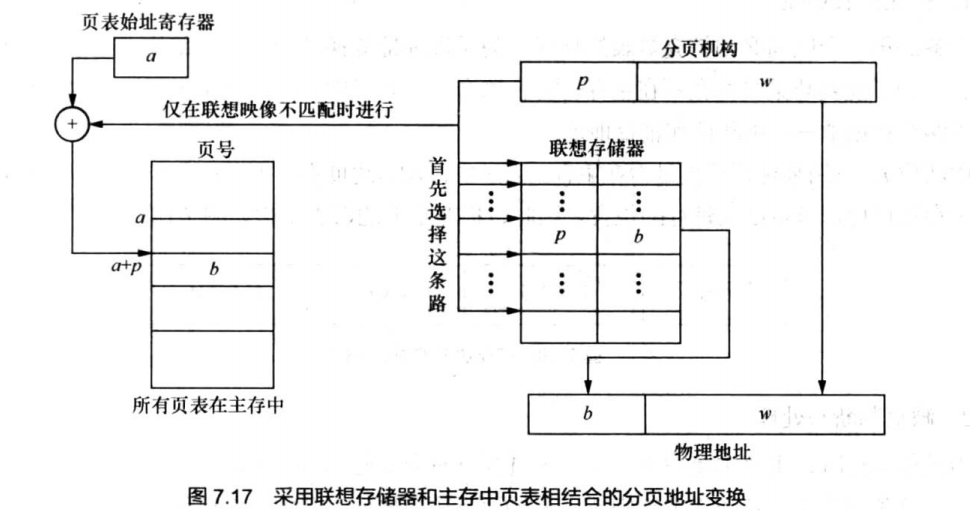 页表始址寄存器
a
分页机构
p w
+
仅在联想映像不匹配时进行
页号
a
a+p b
所有页表在主存中
首先选择这条路
联想存储器
⋮ ⋮ ⋮
p b
⋮ ⋮ ⋮
b w
物理地址
图 7.17 采用联想存储器和主存中页表相结合的分页地址变换